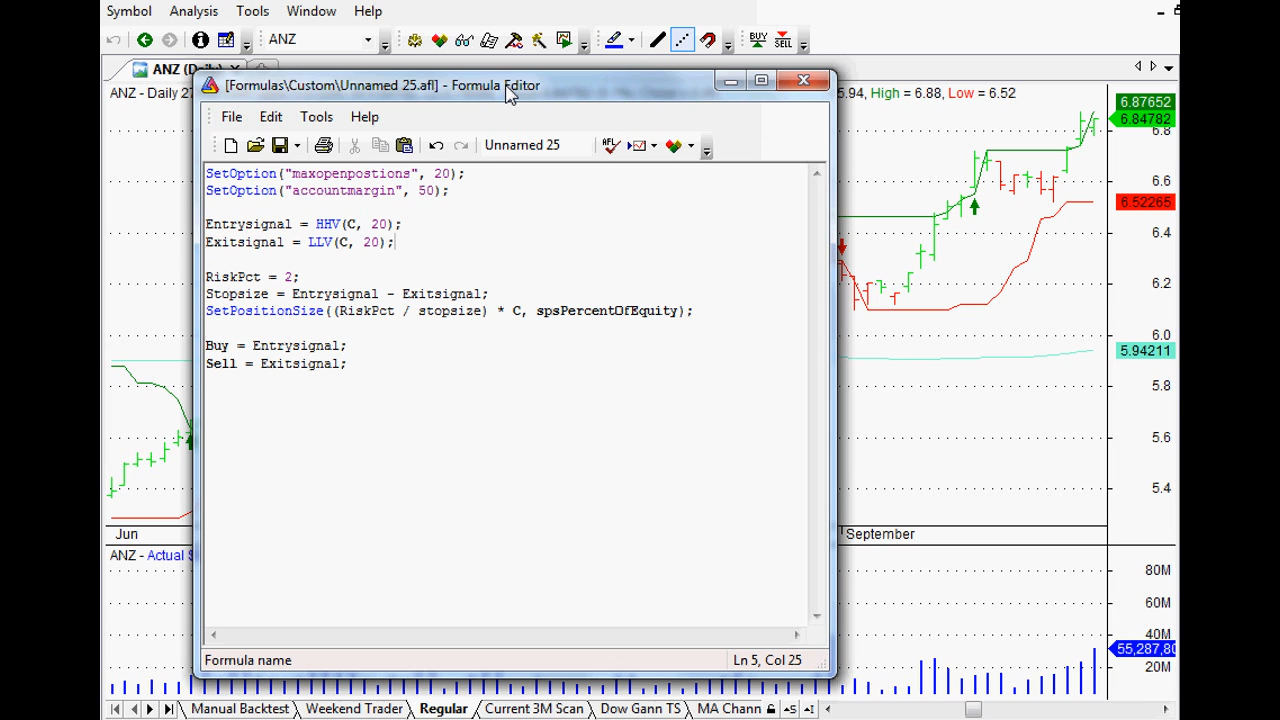 Symbol Analysis Tools Window Help
ANZ
BUY SELL
ANZ (Daily)
[Formulas\Custom\Unnamed 25.afl] - Formula Editor
ANZ - Daily 27
5.94, High = 6.88, Low = 6.52
File Edit Tools Help
Unnamed 25
AFL
SetOption("maxopenpostions", 20);
SetOption("accountmargin", 50);
Entrysignal = HHV(C, 20);
Exitsignal = LLV(C, 20);
RiskPct = 2;
Stopsize = Entrysignal - Exitsignal;
SetPositionSize((RiskPct / stopsize) * C, spsPercentOfEquity);
Buy = Entrysignal;
Sell = Exitsignal;
Formula name
Ln 5, Col 25
6.87652
6.84782
6.8
6.6
6.52265
6.4
6.2
6.0
5.94211
5.8
5.6
5.4
Jun
September
ANZ - Actual
80M
60M
40M
55,287,80
20M
Manual Backtest Weekend Trader Regular Current 3M Scan Dow Gann TS MA Chann